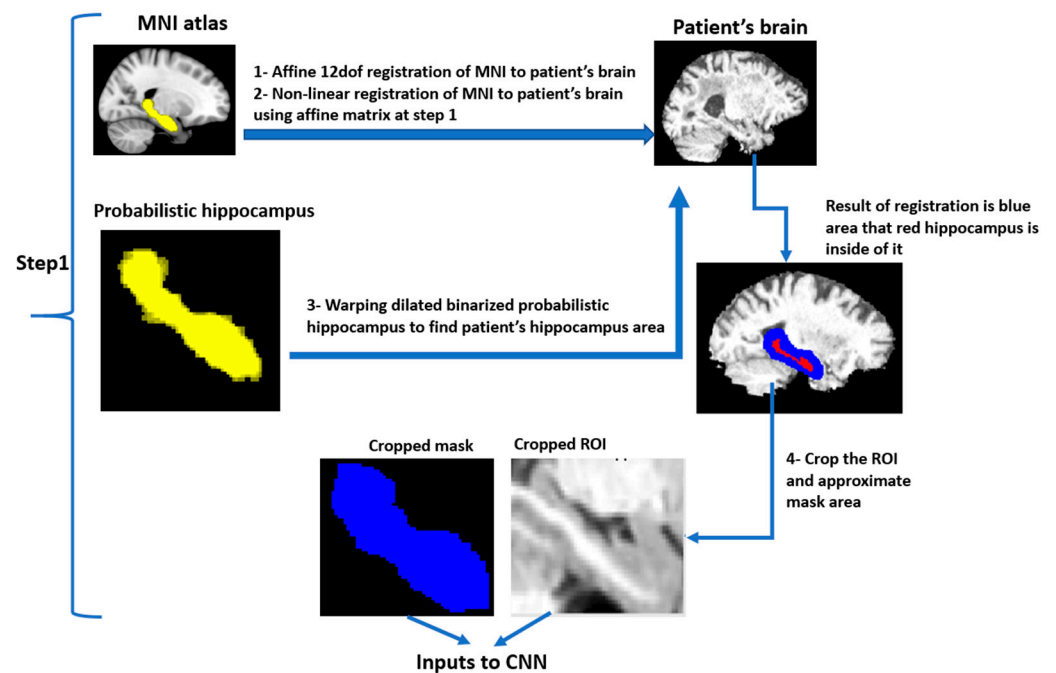 MNI atlas
Patient's brain
1- Affine 12dof registration of MNI to patient's brain
2- Non-linear registration of MNI to patient's brain
using affine matrix at step 1
Probabilistic hippocampus
Result of registration is blue
area that red hippocampus is
inside of it
Step1
3- Warping dilated binarized probabilistic
hippocampus to find patient's hippocampus area
Cropped mask
Cropped ROI
4- Crop the ROI
and approximate
mask area
Inputs to CNN